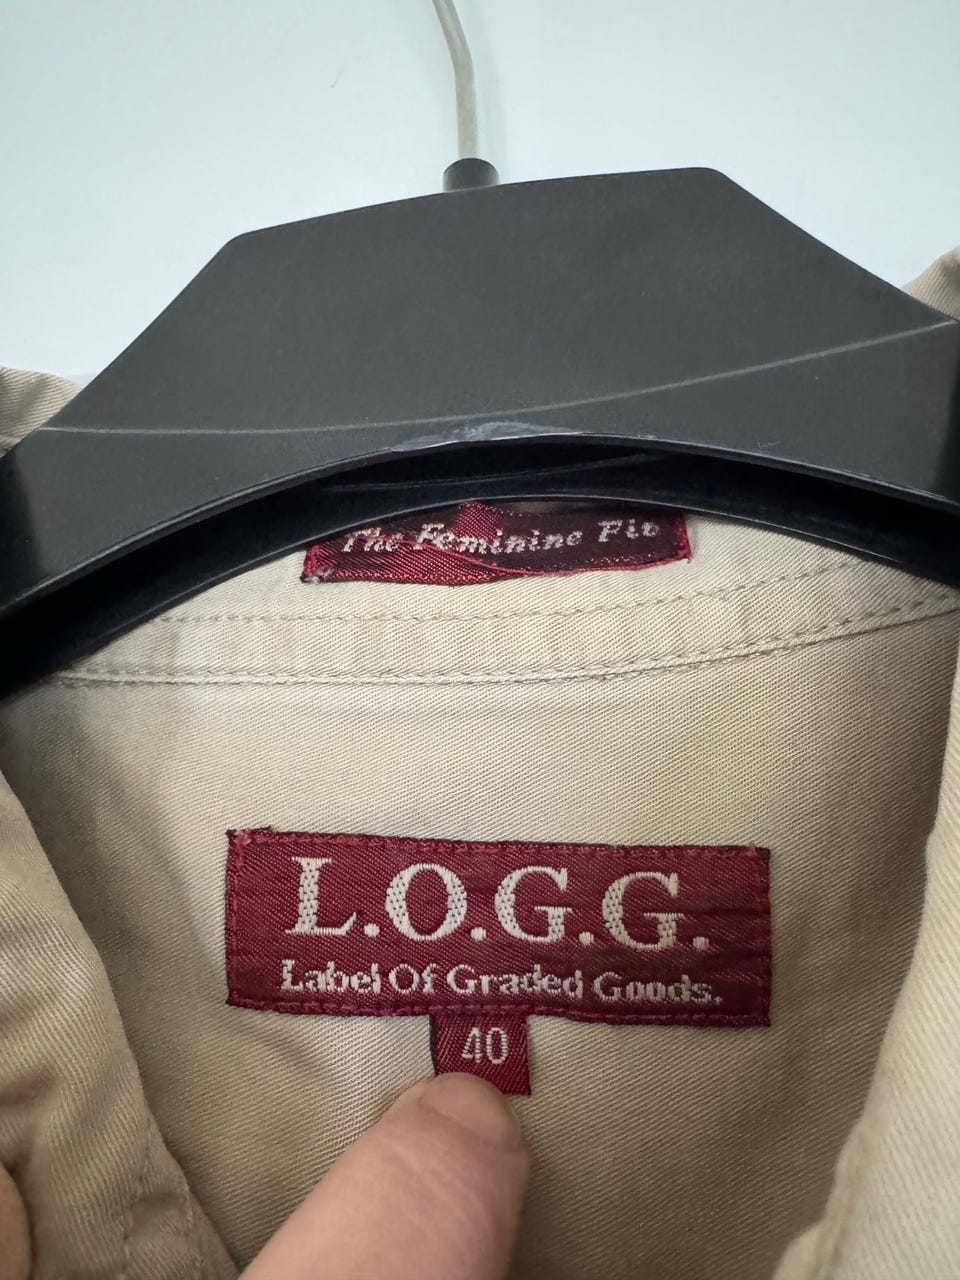 The Feminine Fit
L.O.G.G.
Label Of Graded Goods.
40